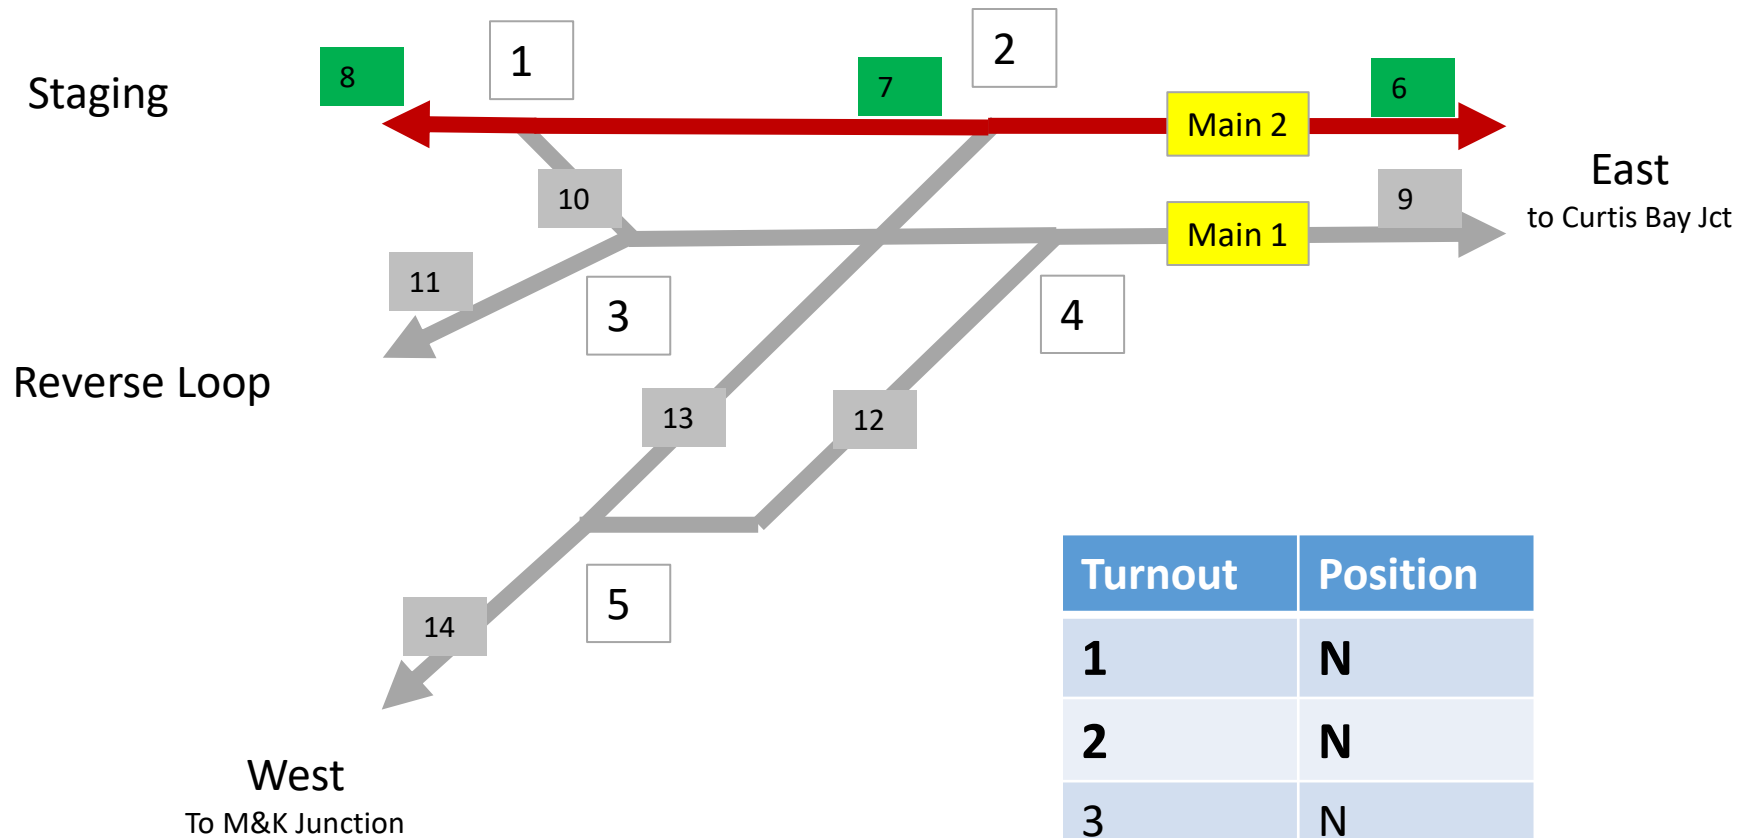 1
2
8
7
6
Staging
Main 2
East
to Curtis Bay Jct
10
9
Main 1
11
3
4
Reverse Loop
13
12
5
14
Turnout Position
1 N
2 N
3 N
West
To M&K Junction